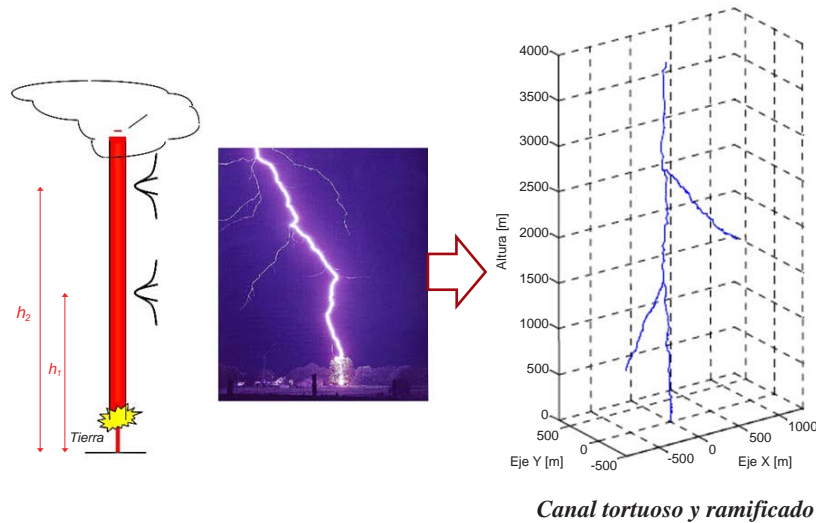 h2
h1
Tierra
Altura [m]
4000
3500
3000
2500
2000
1500
1000
500
0
500
0
-500
Eje Y [m]
-500
0
500
1000
Eje X [m]
Canal tortuoso y ramificado